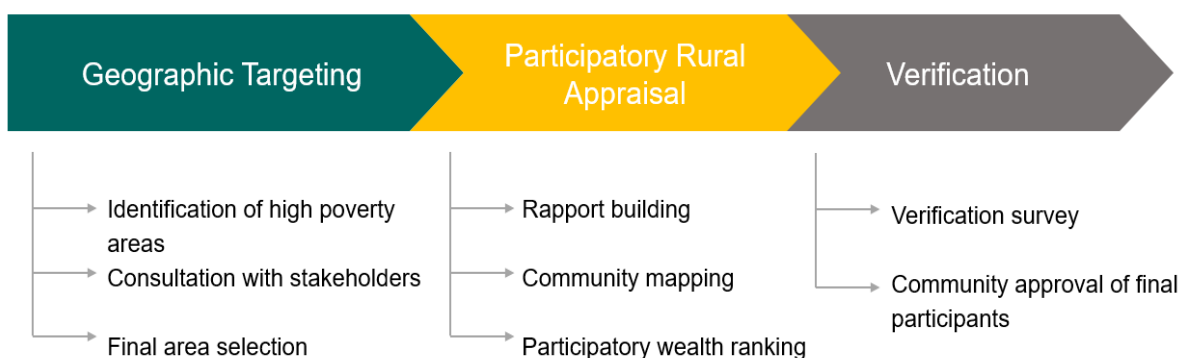 Geographic Targeting
Participatory Rural
Appraisal
Verification
Identification of high poverty
areas
Consultation with stakeholders
Final area selection
Rapport building
Community mapping
Participatory wealth ranking
Verification survey
Community approval of final
participants